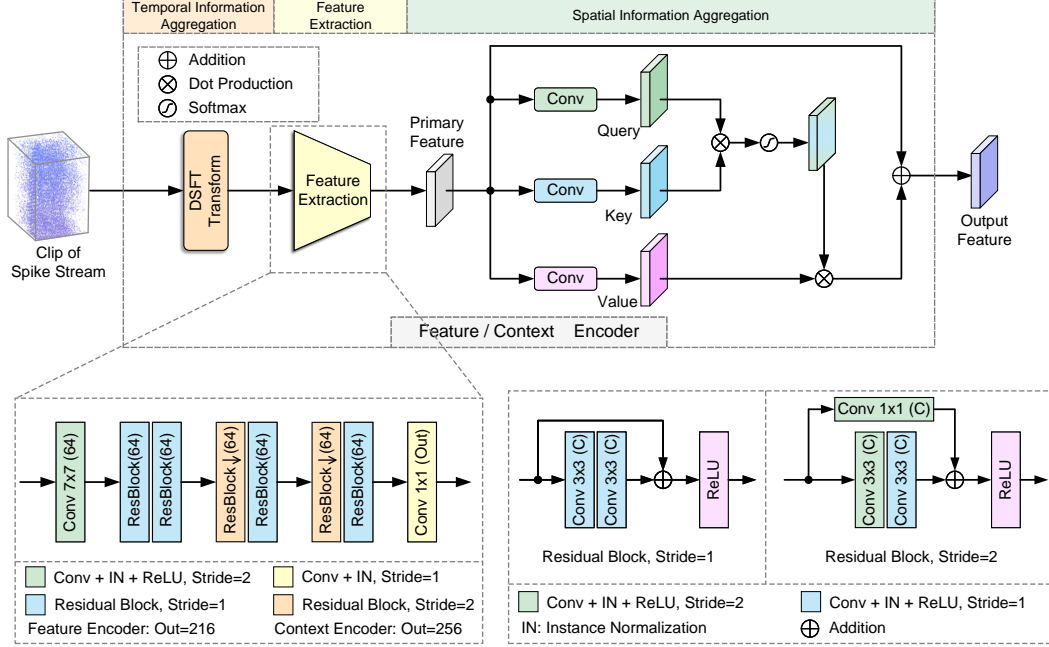 Temporal Information
Aggregation
Feature
Extraction
Spatial Information Aggregation
Addition
Dot Production
Softmax
Clip of
Spike Stream
DSFT
Transform
Feature
Extraction
Primary
Feature
Conv
Query
Conv
Key
Conv
Value
Output
Feature
Feature / Context Encoder
Conv 7x7 (64)
ResBlock(64)
ResBlock(64)
ResBlock↓(64)
ResBlock(64)
ResBlock↓(64)
ResBlock(64)
Conv 1x1 (Out)
Conv + IN + ReLU, Stride=2
Conv + IN, Stride=1
Residual Block, Stride=1
Residual Block, Stride=2
Feature Encoder: Out=216
Context Encoder: Out=256
Conv 3x3 (C)
Conv 3x3 (C)
ReLU
Residual Block, Stride=1
Conv 1x1 (C)
Conv 3x3 (C)
Conv 3x3 (C)
ReLU
Residual Block, Stride=2
Conv + IN + ReLU, Stride=2
Conv + IN + ReLU, Stride=1
IN: Instance Normalization
Addition